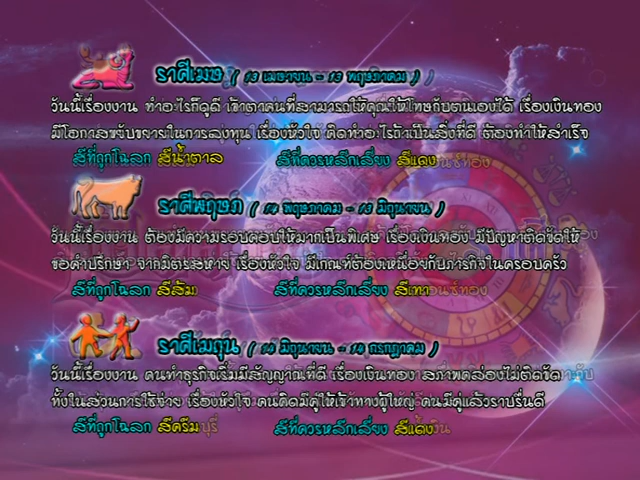 ราศีเมษ ( 13 เมษายน - 13 พฤษภาคม )
วันนี้เรื่องงาน ทำอะไรก็ดูดี เข้าตาคนที่สามารถให้คุณให้โทษกับตนเองได้ เรื่องเงินทอง
มีโอกาสขยับขยายในการลงทุน เรื่องหัวใจ คิดทำอะไรถ้าเป็นสิ่งที่ดี ต้องทำให้สำเร็จ
สีที่ถูกโฉลก สีน้ำตาล สีที่ควรหลีกเลี่ยง สีแดง
ราศีพฤษภ ( 14 พฤษภาคม - 13 มิถุนายน )
วันนี้เรื่องงาน ต้องมีความรอบคอบให้มากเป็นพิเศษ เรื่องเงินทอง มีปัญหาติดขัดให้
ขอคำปรึกษา จากมิตรสหาย เรื่องหัวใจ มีเกณฑ์ต้องเหนื่อยกับภารกิจในครอบครัว
สีที่ถูกโฉลก สีส้ม สีที่ควรหลีกเลี่ยง สีเทา
ราศีเมถุน ( 14 มิถุนายน - 14 กรกฎาคม )
วันนี้เรื่องงาน คนทำธุรกิจเริ่มมีสัญญาณที่ดี เรื่องเงินทอง สภาพคล่องไม่ติดขัด
ทั้งในส่วนการใช้จ่าย เรื่องหัวใจ คนคิดมีคู่ให้เข้าทางผู้ใหญ่ คนมีคู่แล้วราบรื่นดี
สีที่ถูกโฉลก สีครีม สีที่ควรหลีกเลี่ยง สีแดง